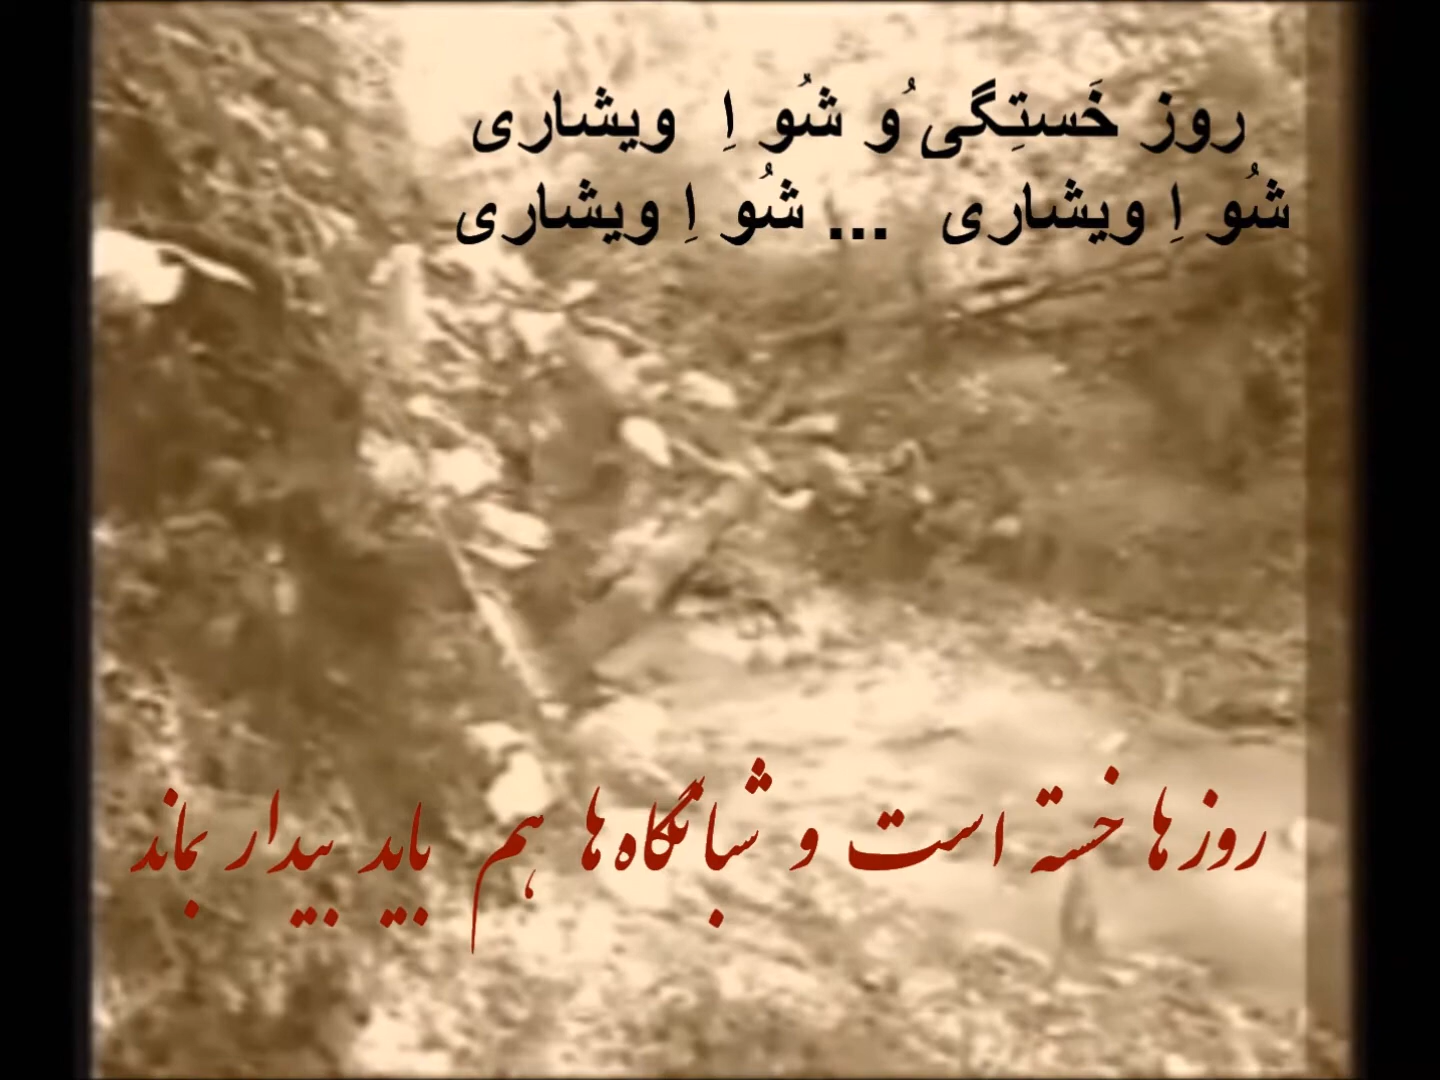 روز خَستِگی ُو شُو اِ ویشاری
شُو اِ ویشاری ... شُو اِ ویشاری
روزها خسته است و شبانگاه‌ها هم باید بیدار بماند